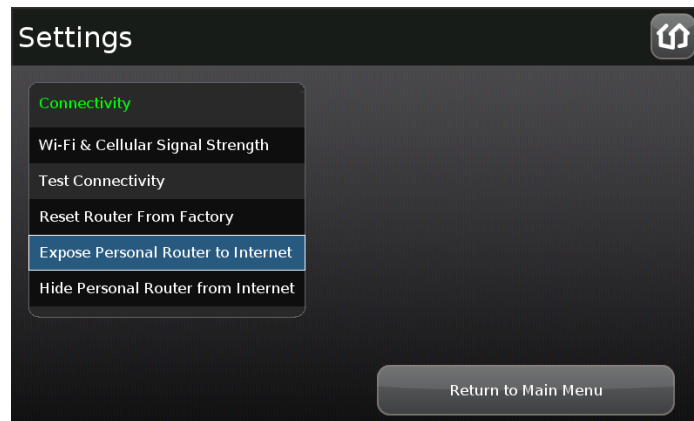 Settings
Connectivity
Wi-Fi & Cellular Signal Strength
Test Connectivity
Reset Router From Factory
Expose Personal Router to Internet
Hide Personal Router from Internet
Return to Main Menu